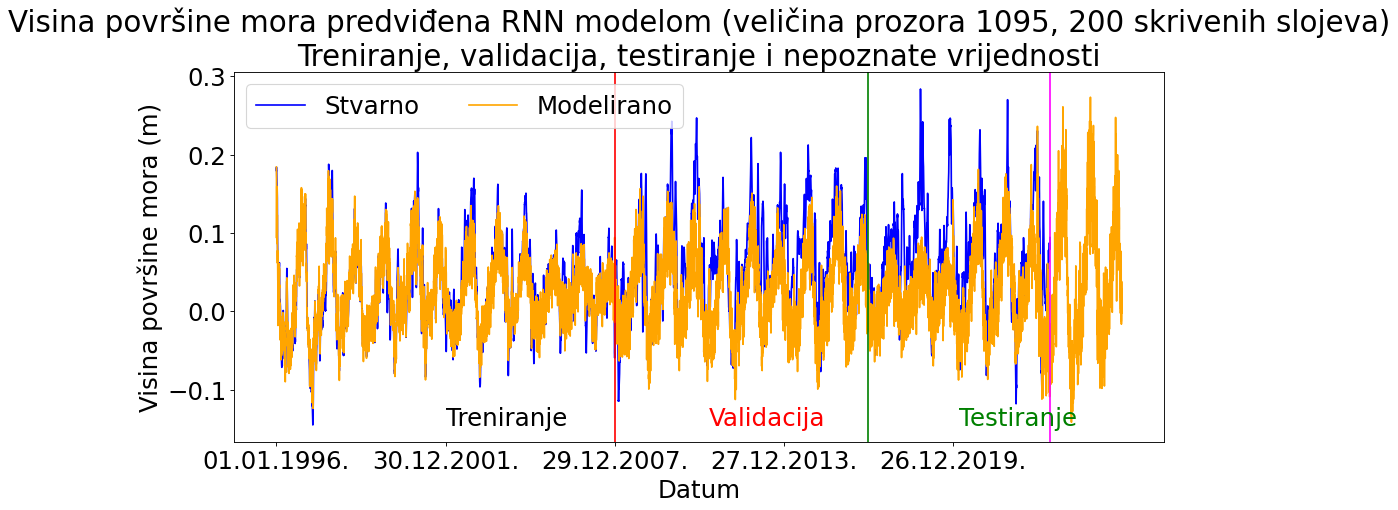 Visina površine mora predviđena RNN modelom (veličina prozora 1095, 200 skrivenih slojeva)
Treniranje, validacija, testiranje i nepoznate vrijednosti
Stvarno Modelirano
Visina površine mora (m)
0.3
0.2
0.1
0.0
−0.1
Treniranje Validacija Testiranje
01.01.1996. 30.12.2001. 29.12.2007. 27.12.2013. 26.12.2019.
Datum